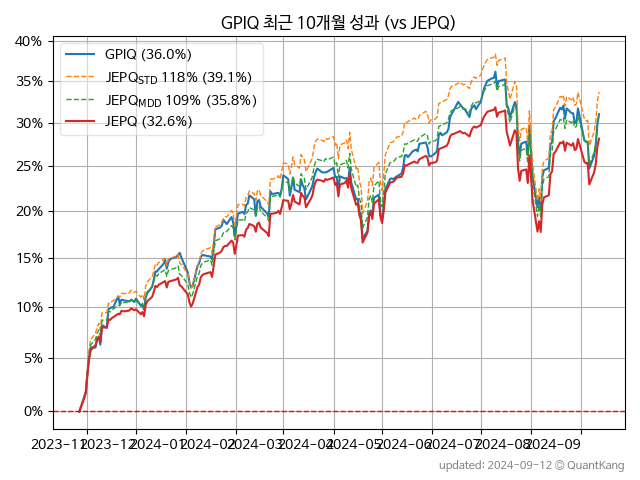 GPIQ 최근 10개월 성과 (vs JEPQ)
40%
35%
30%
25%
20%
15%
10%
5%
0%
GPIQ (36.0%)
JEPQSTD 118% (39.1%)
JEPQMDD 109% (35.8%)
JEPQ (32.6%)
2023-11 2023-12 2024-01 2024-02 2024-03 2024-04 2024-05 2024-06 2024-07 2024-08 2024-09
updated: 2024-09-12 © QuantKang